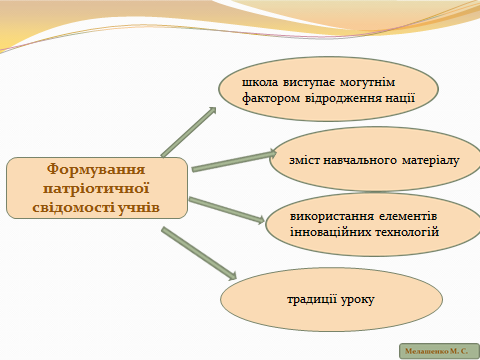 школа виступає могутнім
фактором відродження нації
зміст навчального матеріалу
Формування
патріотичної
свідомості учнів
використання елементів
інноваційних технологій
традиції уроку
Мелашенко М. С.